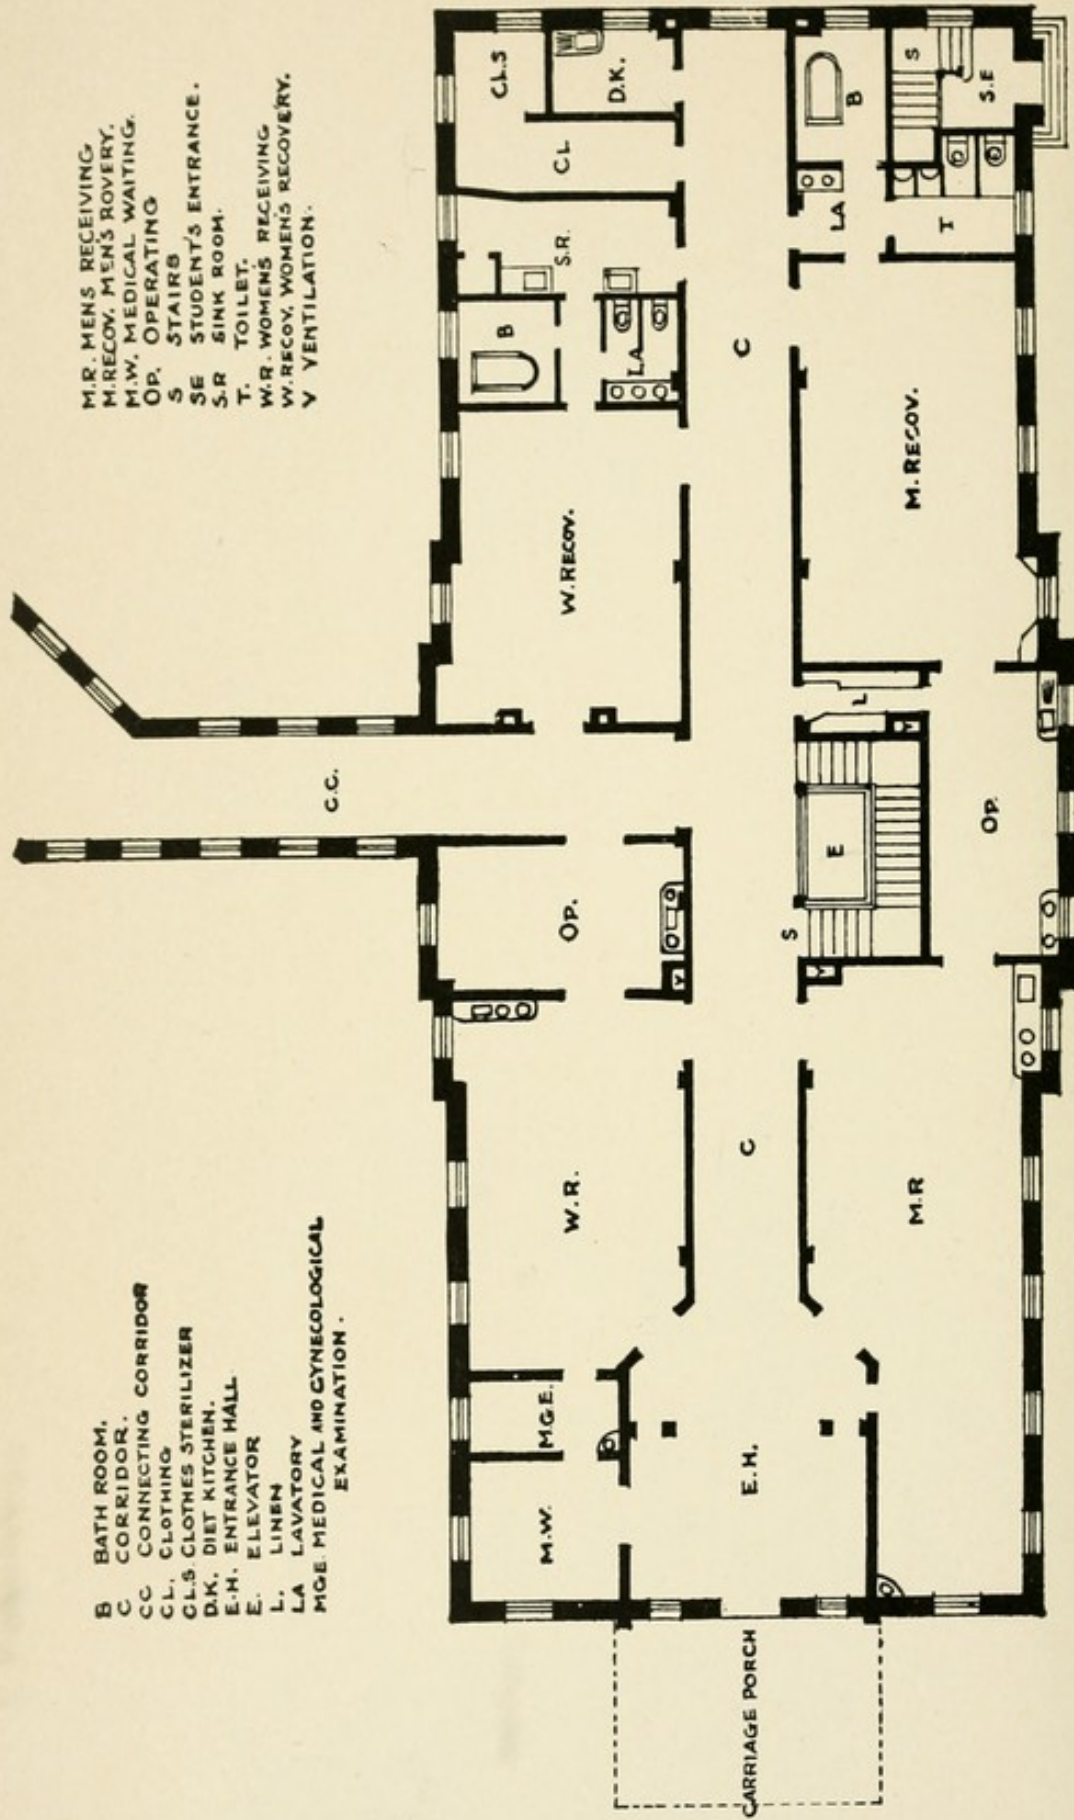 B BATH ROOM.
C CORRIDOR.
CC CONNECTING CORRIDOR
CL. CLOTHING
CL.S. CLOTHES STERILIZER
D.K. DIET KITCHEN.
E.H. ENTRANCE HALL.
E. ELEVATOR
L. LINEN
LA LAVATORY
MGE. MEDICAL AND GYNECOLOGICAL
EXAMINATION.
M.R. MENS RECEIVING
M.RECOV. MEN'S ROVERY.
M.W. MEDICAL WAITING.
OP. OPERATING
S STAIRS
SE STUDENT'S ENTRANCE.
S.R SINK ROOM.
T. TOILET.
W.R. WOMENS RECEIVING
W.RECOV. WOMEN'S RECOVERY.
V VENTILATION.
C.C.
CL.S
D.K.
CL
S.R.
B
LA
W.RECOV.
OP.
V
W.R.
M.G.E.
M.W.
CARRIAGE PORCH
E.H.
C
C
S
E
L
V
V
B
S
S.E
LA
T
M.RECOV.
OP.
M.R